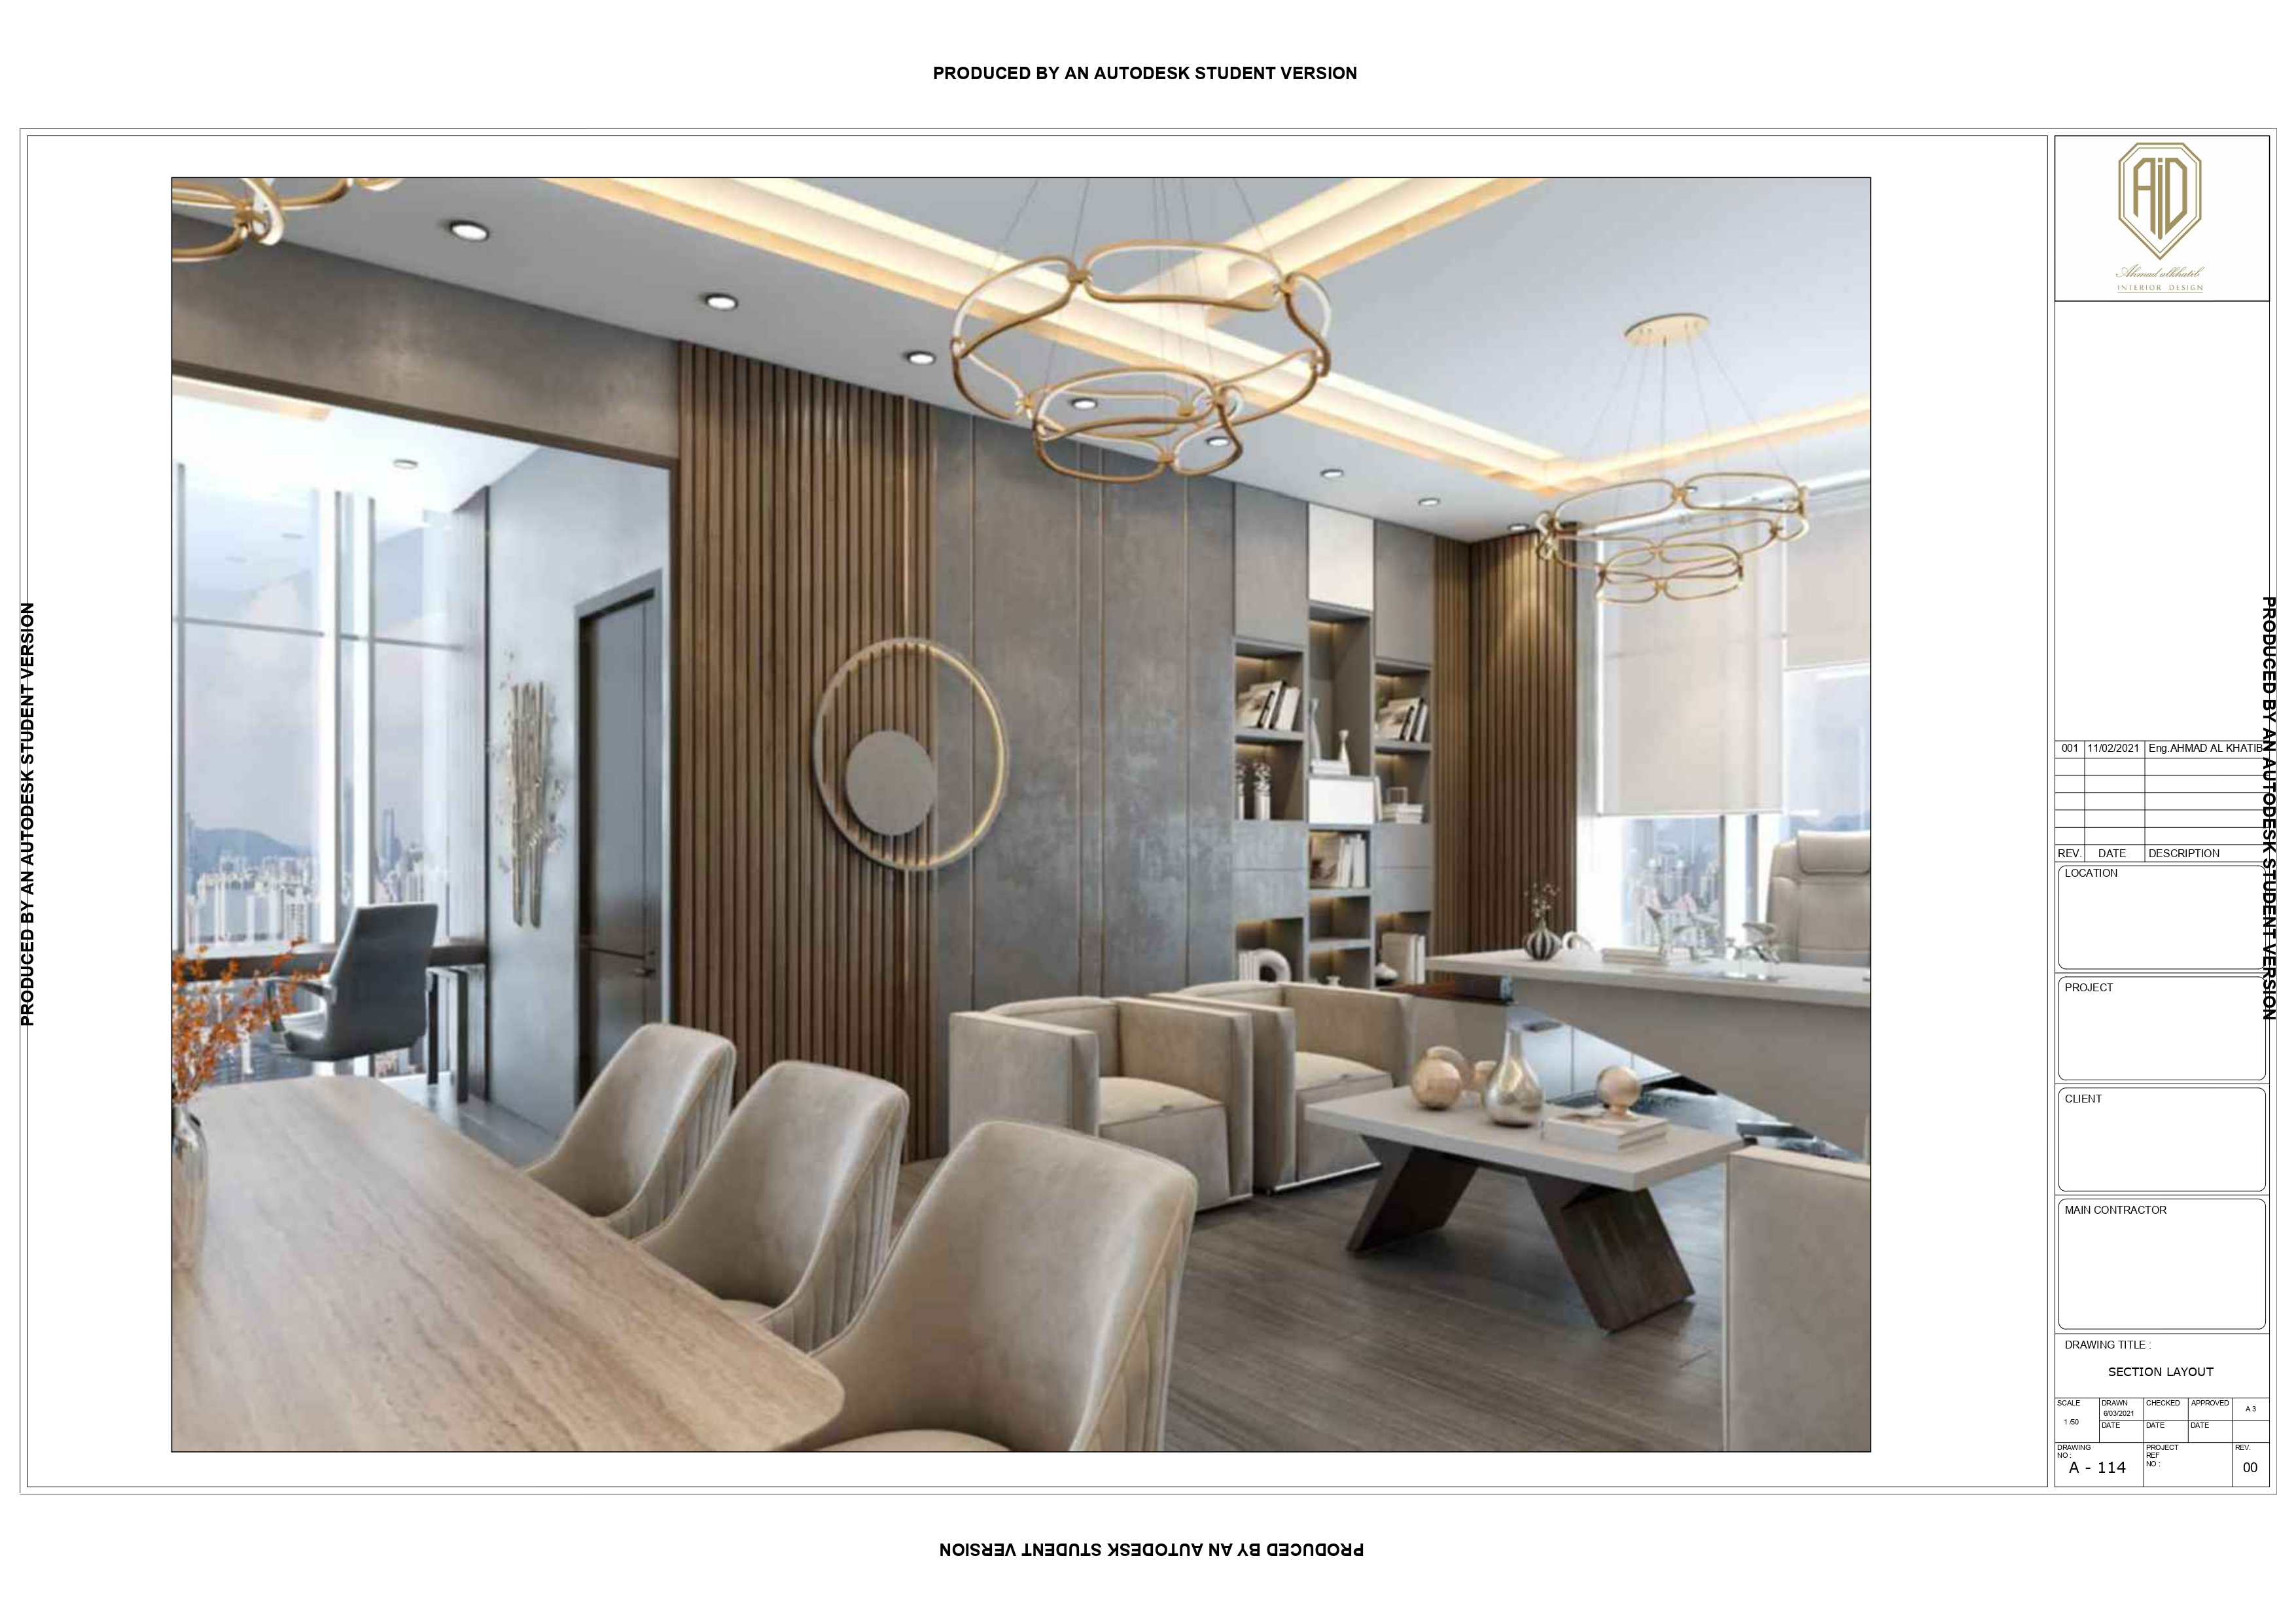 PRODUCED BY AN AUTODESK STUDENT VERSION
PRODUCED BY AN AUTODESK STUDENT VERSION
AID
Ahmad alkhatib
INTERIOR DESIGN
001 11/02/2021 Eng.AHMAD AL KHATIB
REV. DATE DESCRIPTION
LOCATION
PROJECT
CLIENT
MAIN CONTRACTOR
DRAWING TITLE :
SECTION LAYOUT
SCALE DRAWN CHECKED APPROVED A 3
1 /50 6/03/2021
DATE DATE DATE
DRAWING NO : PROJECT REF NO : REV.
A - 114 00
PRODUCED BY AN AUTODESK STUDENT VERSION
PRODUCED BY AN AUTODESK STUDENT VERSION